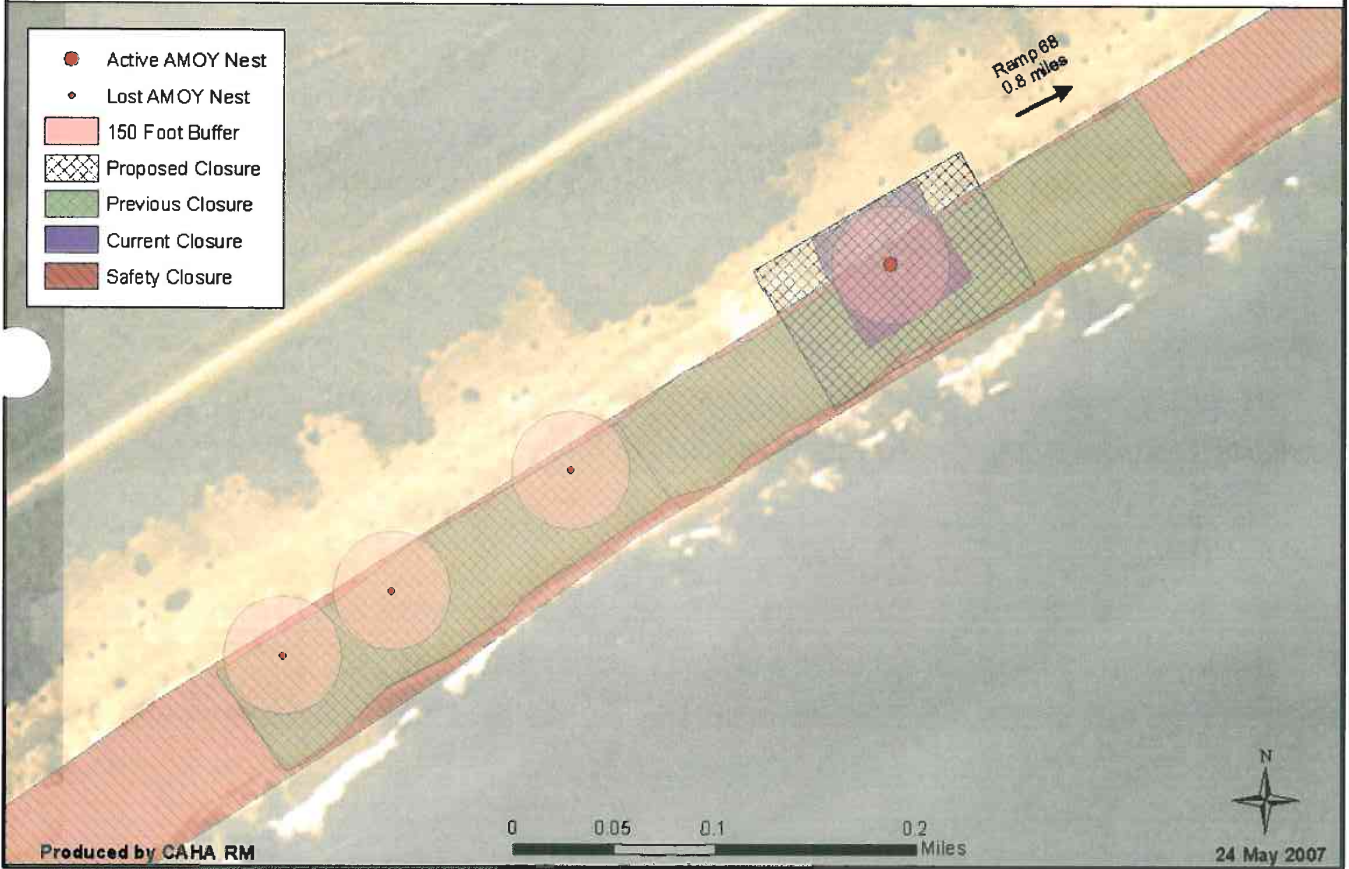 Active AMOY Nest
Lost AMOY Nest
150 Foot Buffer
Proposed Closure
Previous Closure
Current Closure
Safety Closure
Ramp 68
0.8 miles
N
0 0.05 0.1 0.2
Miles
Produced by CAHA RM
24 May 2007